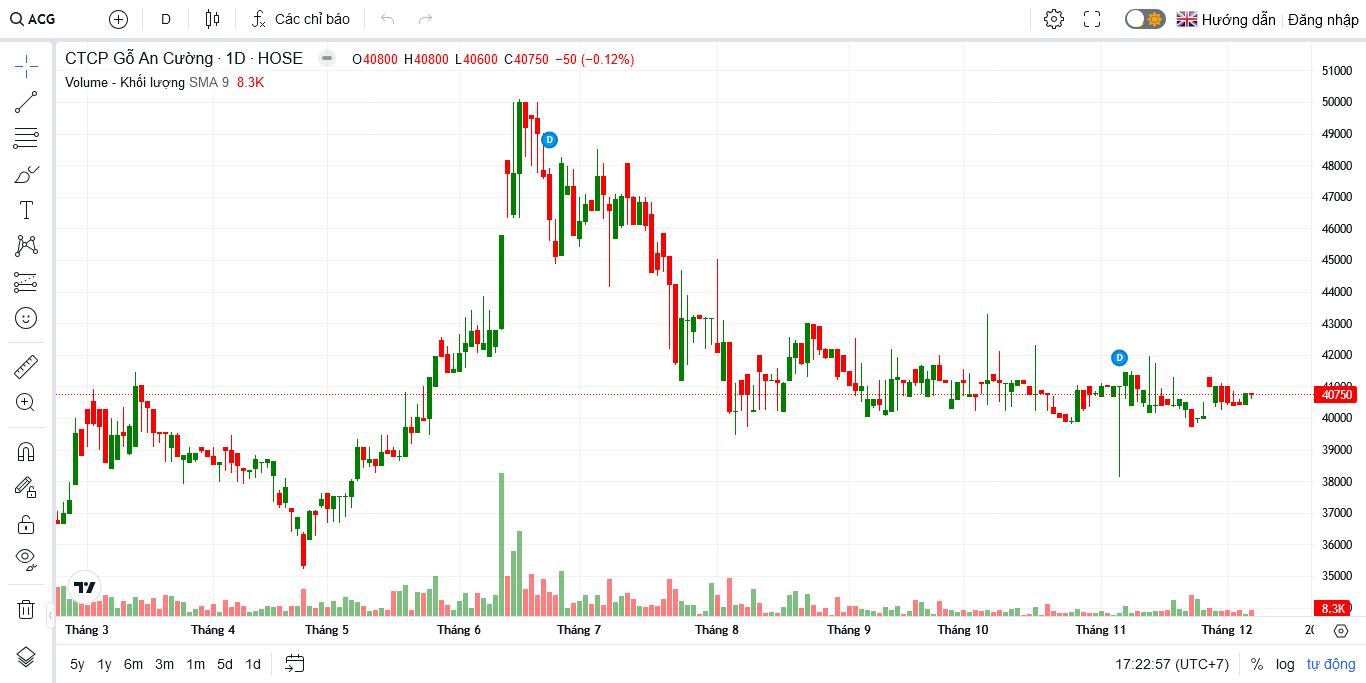 ACG D Các chỉ báo Hướng dẫn Đăng nhập
CTCP Gỗ An Cường · 1D · HOSE O40800 H40800 L40600 C40750 −50 (−0.12%)
Volume - Khối lượng SMA 9 8.3K
51000
50000
D
49000
48000
47000
46000
45000
44000
43000
D
42000
41000
40750
40000
39000
38000
37000
36000
35000
8.3K
Tháng 3 Tháng 4 Tháng 5 Tháng 6 Tháng 7 Tháng 8 Tháng 9 Tháng 10 Tháng 11 Tháng 12
5y 1y 6m 3m 1m 5d 1d 17:22:57 (UTC+7) % log tự động